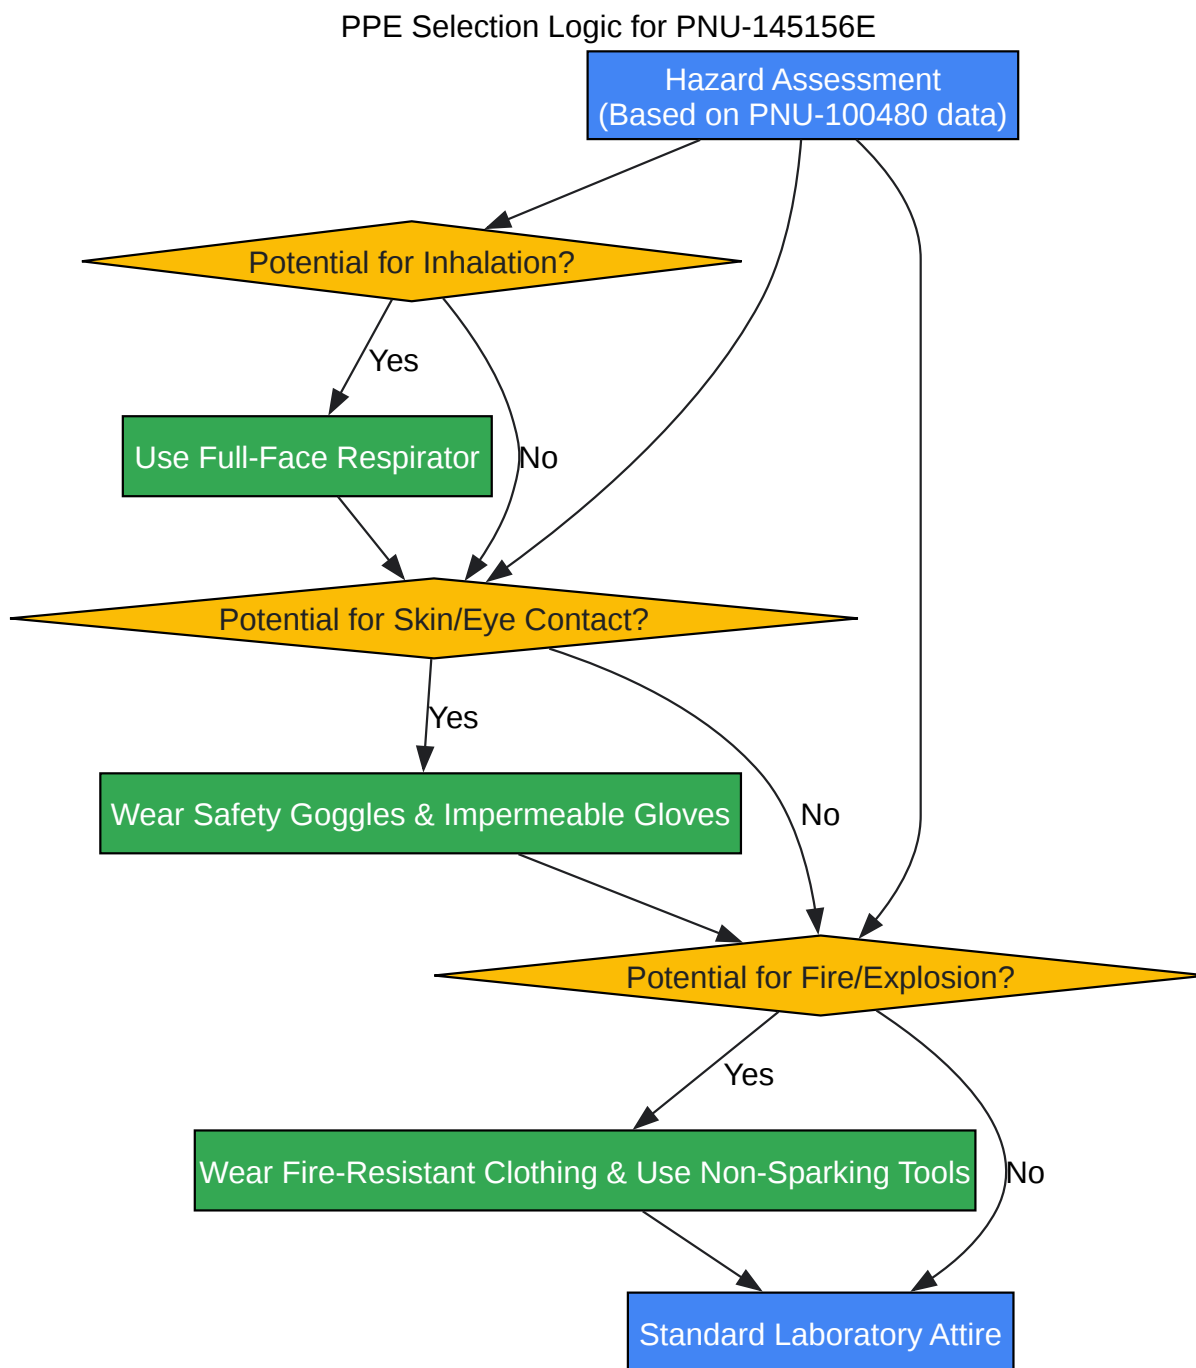 PPE Selection Logic for PNU-145156E
Hazard Assessment
(Based on PNU-100480 data)
Potential for Inhalation?
Yes
Use Full-Face Respirator
No
Potential for Skin/Eye Contact?
Yes
Wear Safety Goggles & Impermeable Gloves
No
Potential for Fire/Explosion?
Yes
Wear Fire-Resistant Clothing & Use Non-Sparking Tools
No
Standard Laboratory Attire